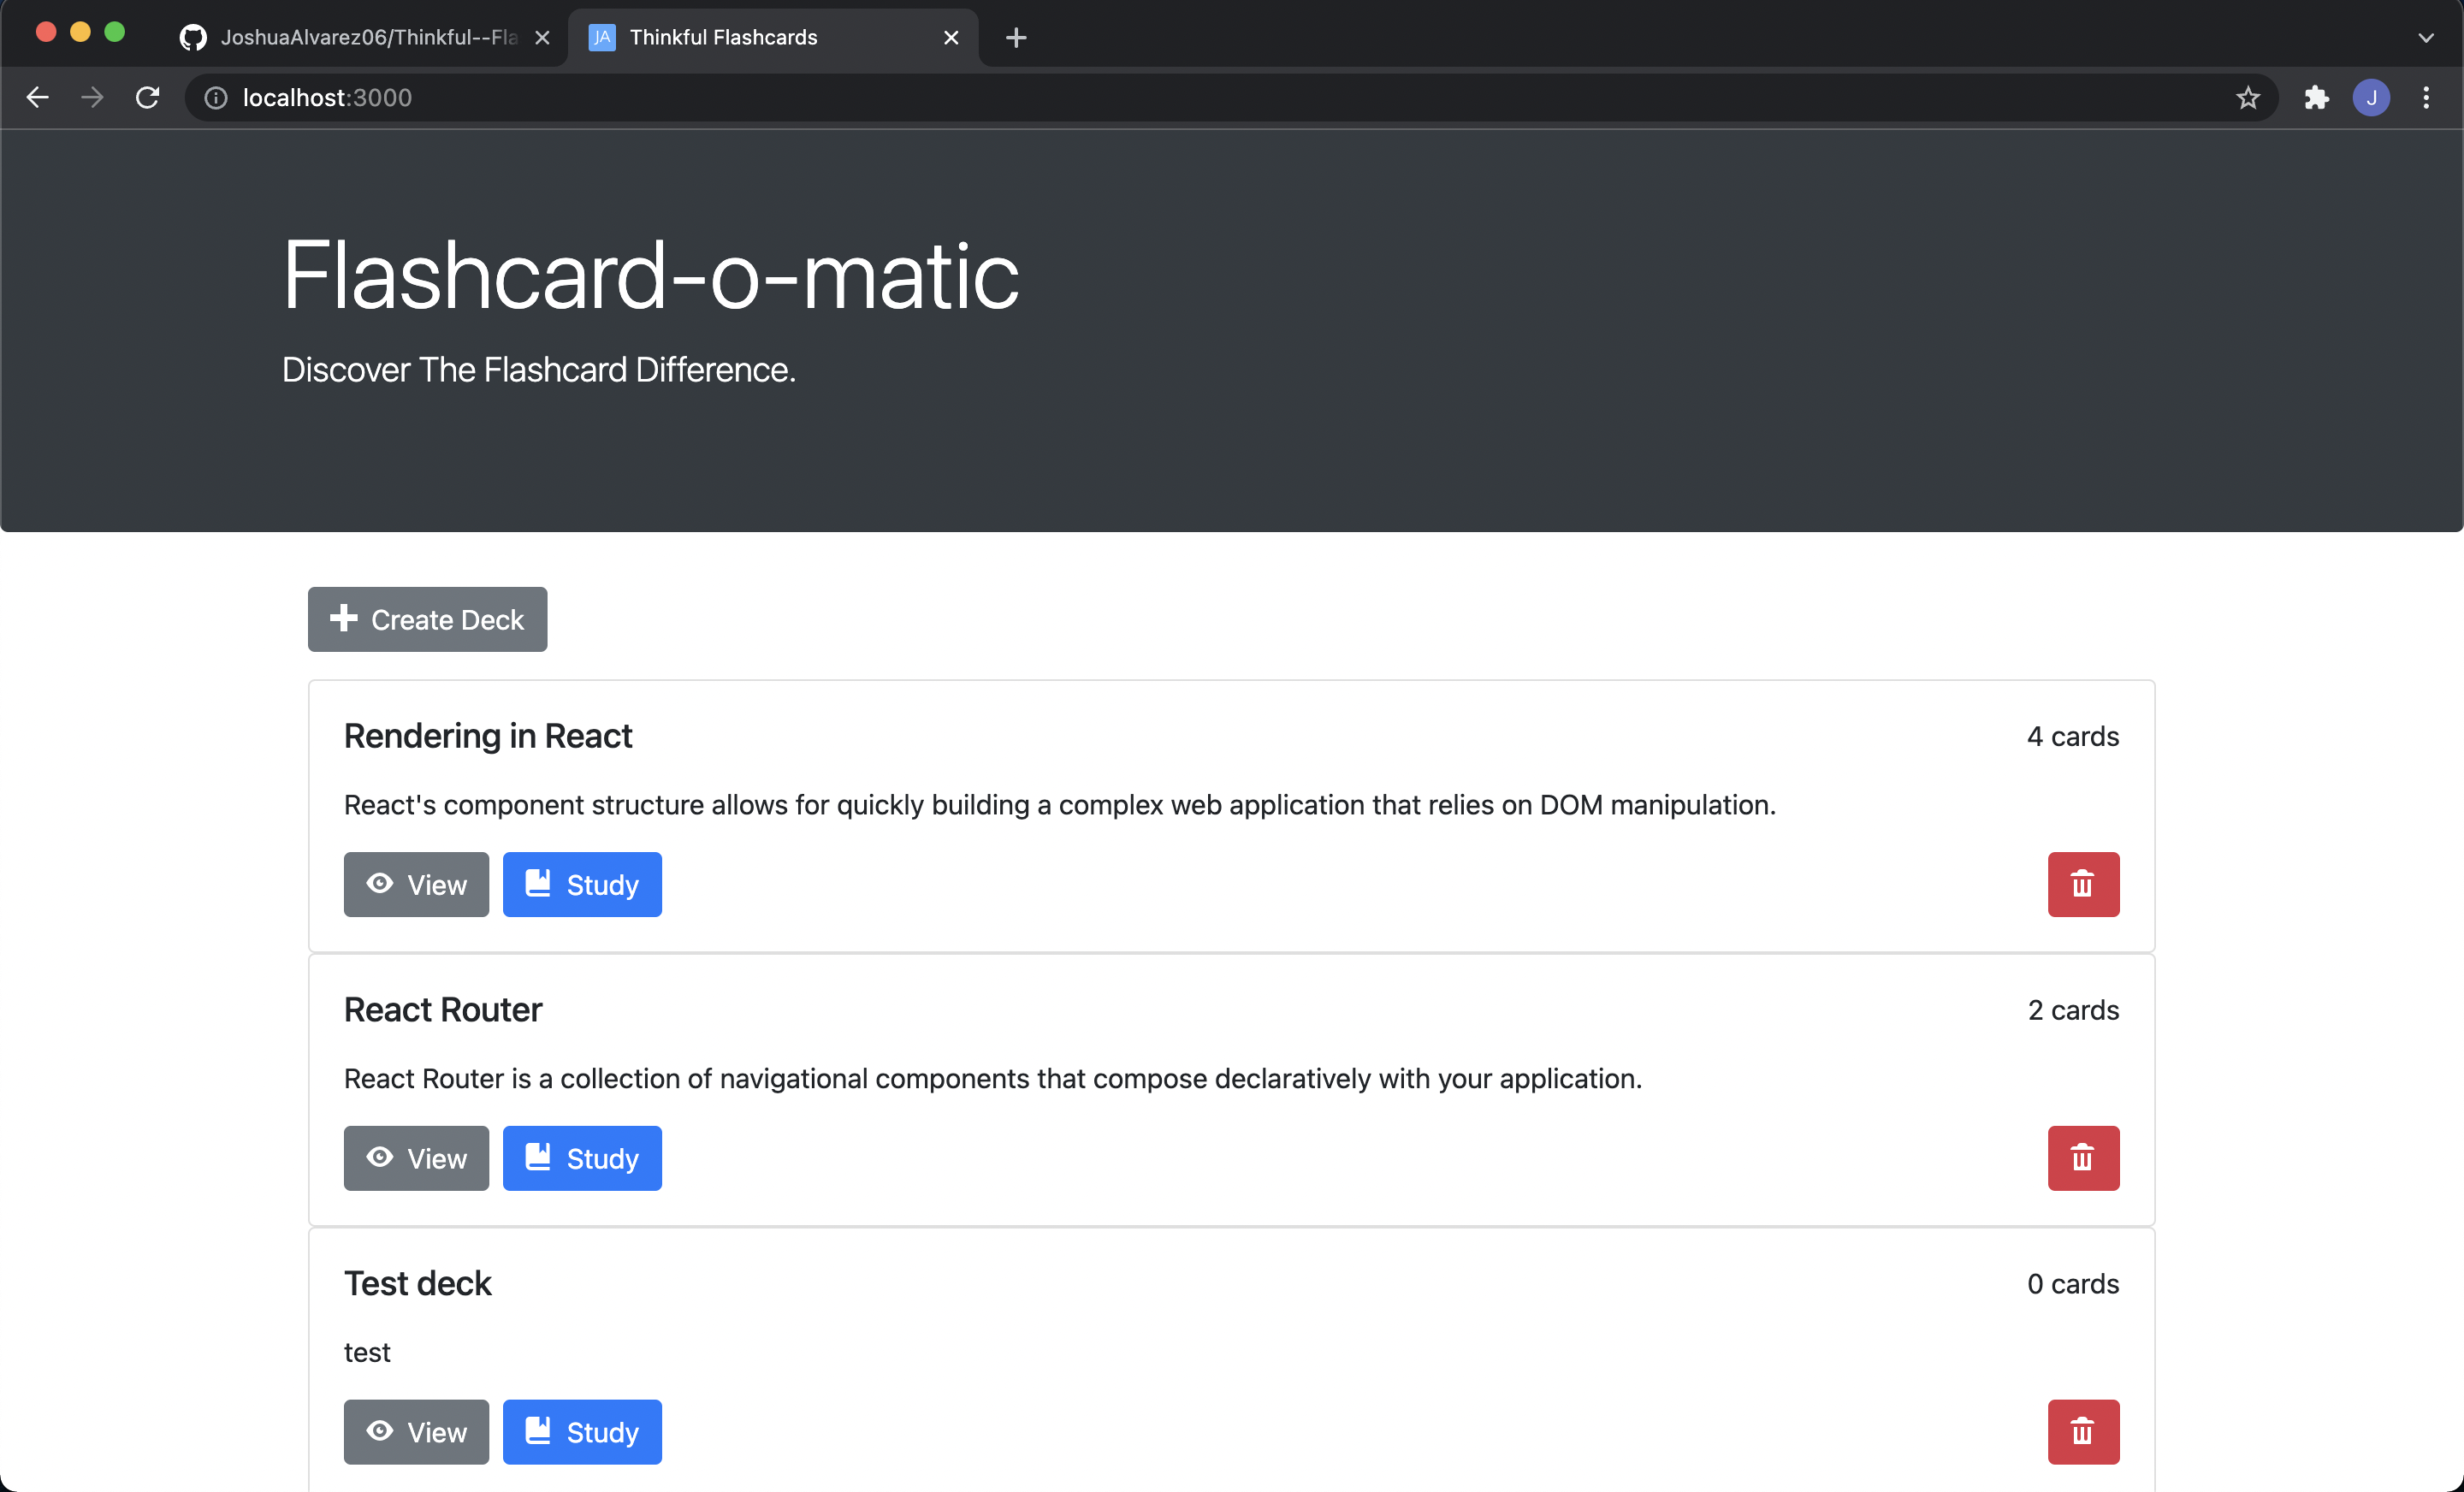 JoshuaAlvarez06/Thinkful--Fla
JA Thinkful Flashcards
localhost:3000
J
Flashcard-o-matic
Discover The Flashcard Difference.
Create Deck
Rendering in React 4 cards
React's component structure allows for quickly building a complex web application that relies on DOM manipulation.
View Study
React Router 2 cards
React Router is a collection of navigational components that compose declaratively with your application.
View Study
Test deck 0 cards
test
View Study